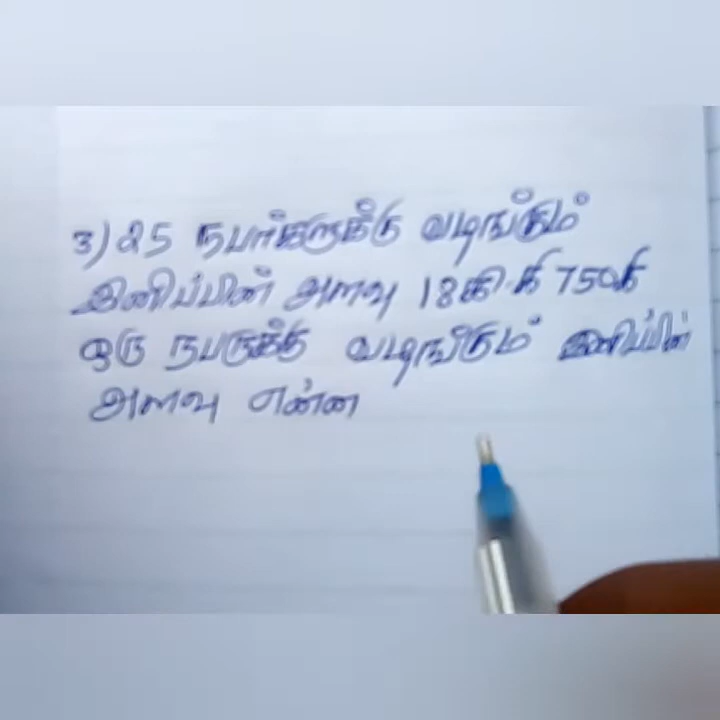 3) 25 நபர்களுக்கு வழங்கும்
இனிப்பின் அளவு 18கி.கி 750கி
ஒரு நபருக்கு வழங்கும் இனிப்பின்
அளவு என்ன